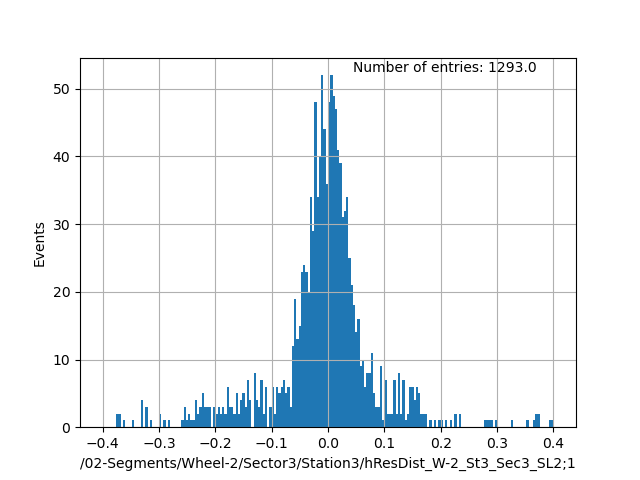 Number of entries: 1293.0
50
40
30
20
10
0
Events
−0.4 −0.3 −0.2 −0.1 0.0 0.1 0.2 0.3 0.4
/02-Segments/Wheel-2/Sector3/Station3/hResDist_W-2_St3_Sec3_SL2;1